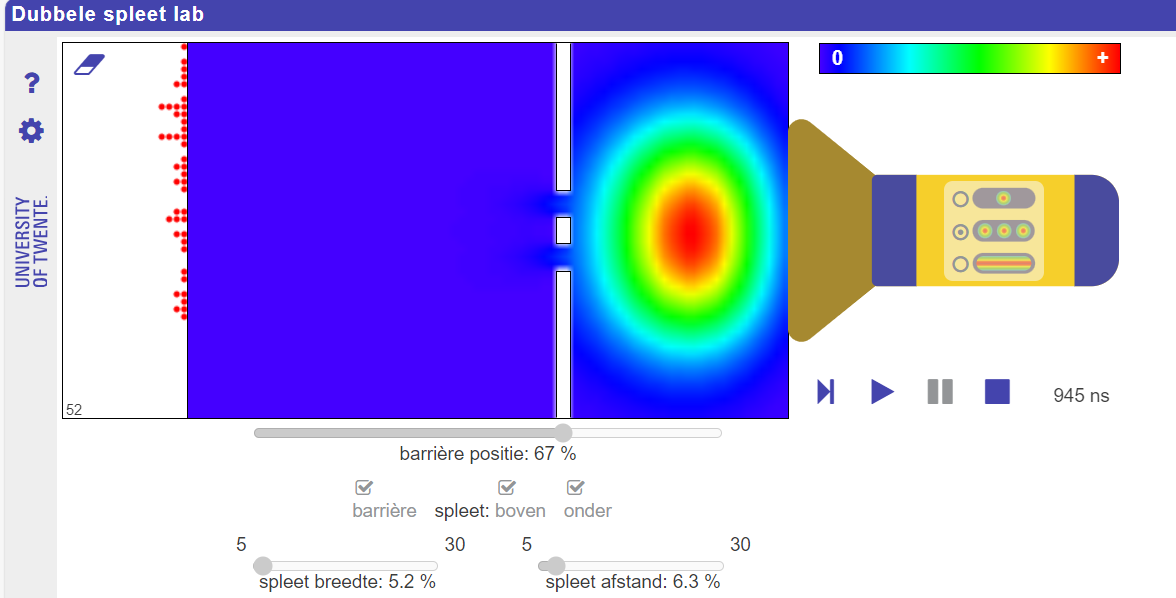 Dubbele spleet lab
?
UNIVERSITY
OF TWENTE.
0 +
52
945 ns
barrière positie: 67 %
barrière spleet: boven onder
5 30 5 30
spleet breedte: 5.2 % spleet afstand: 6.3 %